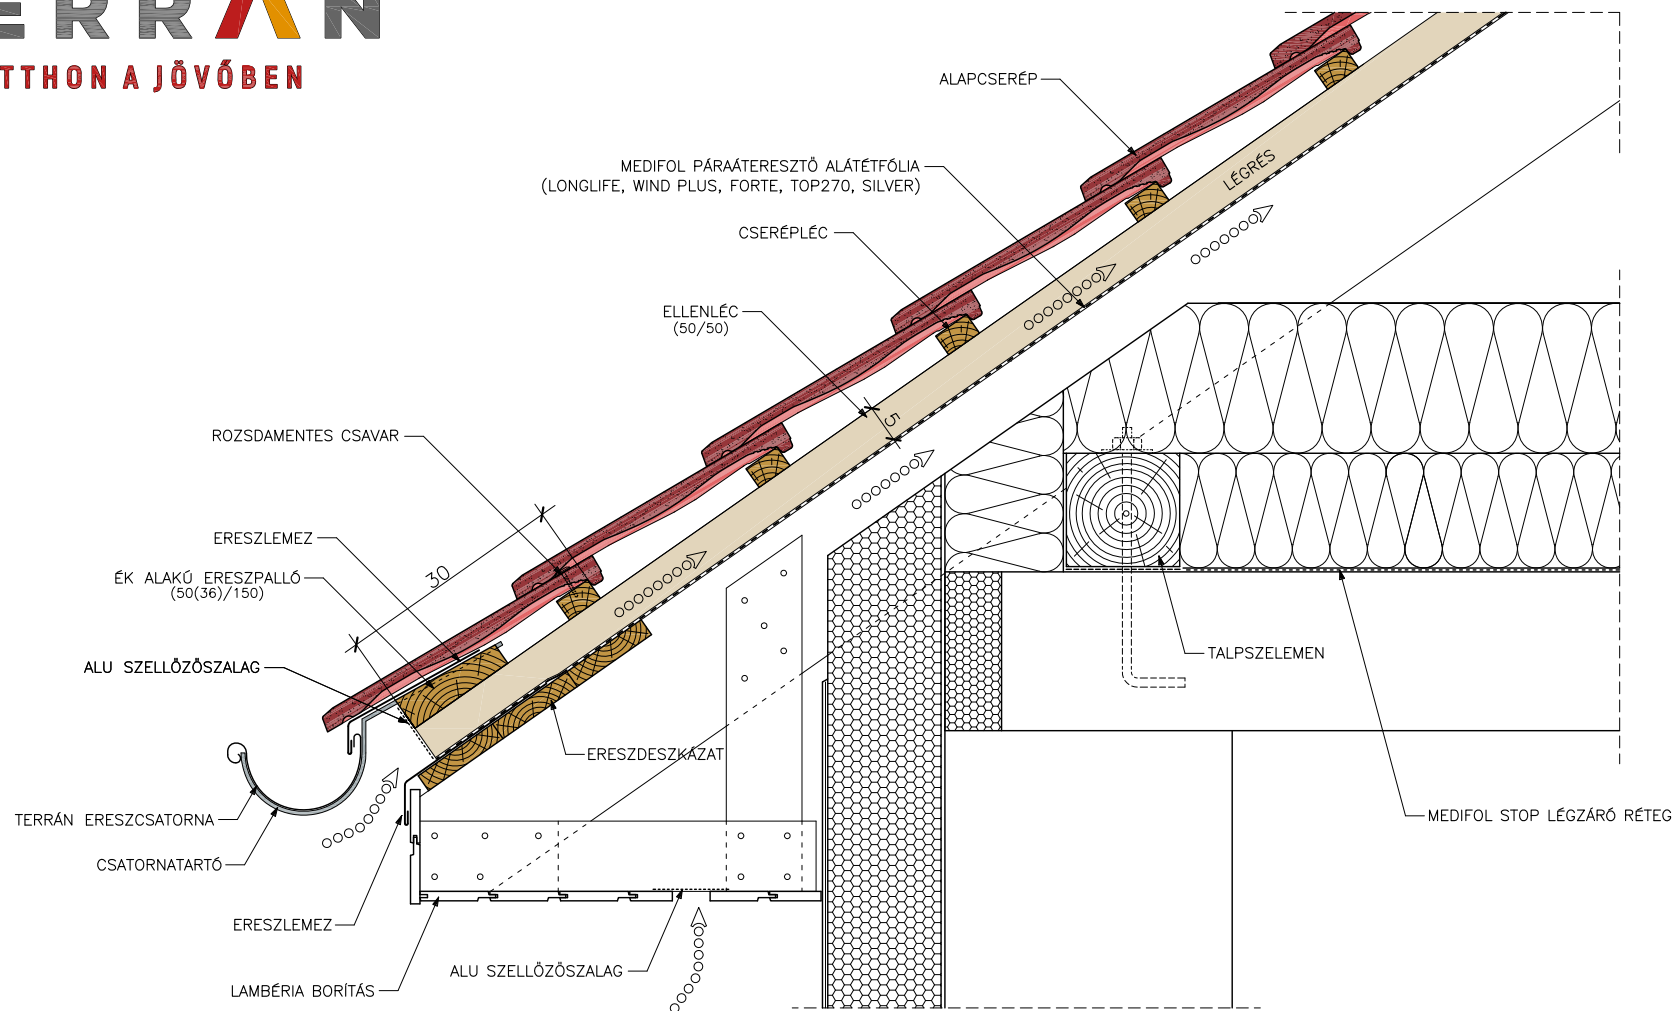 TTHON A JÖVŐBEN
ALAPCSERÉP
MEDIFOL PÁRAÁTERESZTŐ ALÁTÉTFÓLIA
(LONGLIFE, WIND PLUS, FORTE, TOP270, SILVER)
LÉGRÉS
CSERÉPLÉC
ELLENLÉC
(50/50)
5
ROZSDAMENTES CSAVAR
ERESZLEMEZ
ÉK ALAKÚ ERESZPALLÓ
(50(36)/150)
30
ALU SZELLŐZŐSZALAG
TALPSZELEMEN
ERESZDESZKÁZAT
TERRÁN ERESZCSATORNA
MEDIFOL STOP LÉGZÁRÓ RÉTEG
CSATORNATARTÓ
ERESZLEMEZ
ALU SZELLŐZŐSZALAG
LAMBÉRIA BORÍTÁS